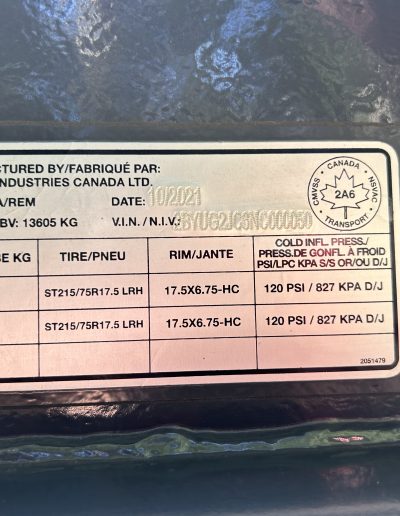 CTURED BY/FABRIQUÉ PAR:
INDUSTRIES CANADA LTD.
A/REM DATE: 10/2021
BV: 13605 KG V.I.N. / N.I.V.:
CANADA
CMVSS NSVAC
2A6
TRANSPORT
BE KG TIRE/PNEU RIM/JANTE COLD INFL. PRESS./
PRESS.DE GONFL. À FROID
PSI/LPC KPA S/S OR/OU D/J
ST215/75R17.5 LRH 17.5X6.75-HC 120 PSI / 827 KPA D/J
ST215/75R17.5 LRH 17.5X6.75-HC 120 PSI / 827 KPA D/J
2051479